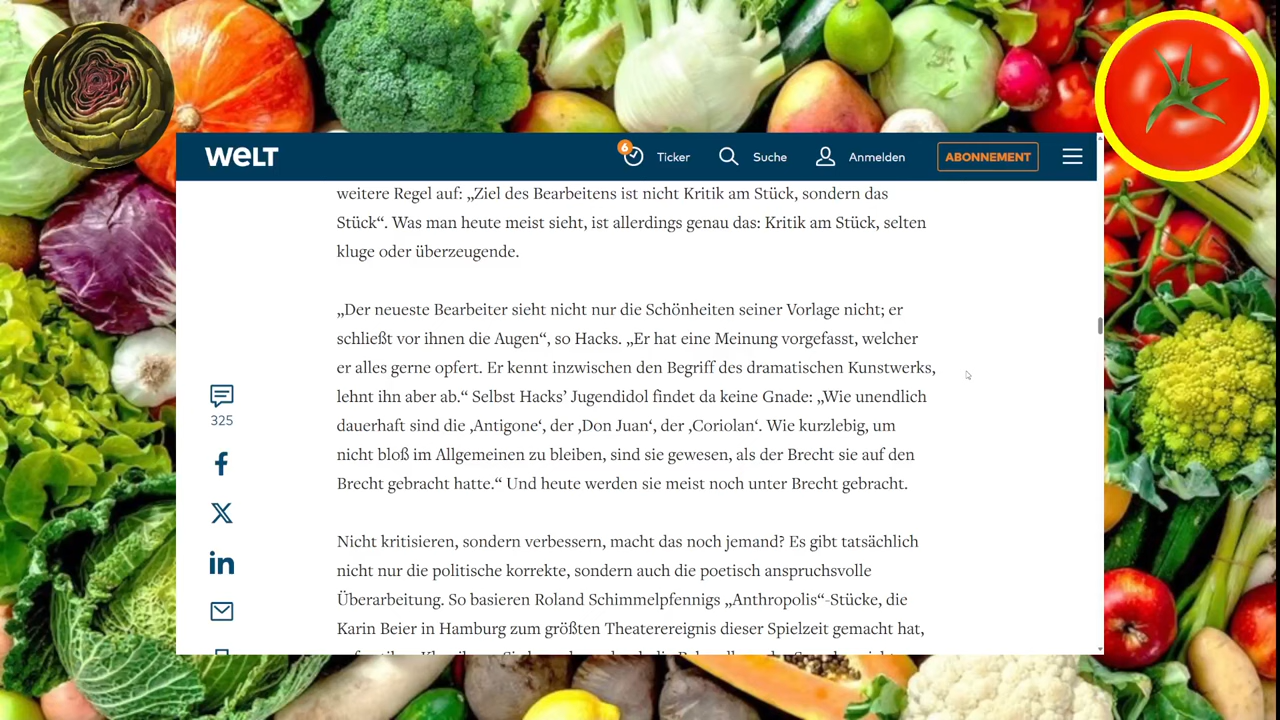 WELT
6
Ticker
Suche
Anmelden
ABONNEMENT
weitere Regel auf: „Ziel des Bearbeitens ist nicht Kritik am Stück, sondern das
Stück“. Was man heute meist sieht, ist allerdings genau das: Kritik am Stück, selten
kluge oder überzeugende.
„Der neueste Bearbeiter sieht nicht nur die Schönheiten seiner Vorlage nicht; er
schließt vor ihnen die Augen“, so Hacks. „Er hat eine Meinung vorgefasst, welcher
er alles gerne opfert. Er kennt inzwischen den Begriff des dramatischen Kunstwerks,
lehnt ihn aber ab.“ Selbst Hacks’ Jugendidol findet da keine Gnade: „Wie unendlich
dauerhaft sind die ‚Antigone‘, der ‚Don Juan‘, der ‚Coriolan‘. Wie kurzlebig, um
nicht bloß im Allgemeinen zu bleiben, sind sie gewesen, als der Brecht sie auf den
Brecht gebracht hatte.“ Und heute werden sie meist noch unter Brecht gebracht.
325
Nicht kritisieren, sondern verbessern, macht das noch jemand? Es gibt tatsächlich
nicht nur die politische korrekte, sondern auch die poetisch anspruchsvolle
Überarbeitung. So basieren Roland Schimmelpfennigs „Anthropolis“-Stücke, die
Karin Beier in Hamburg zum größten Theaterereignis dieser Spielzeit gemacht hat,